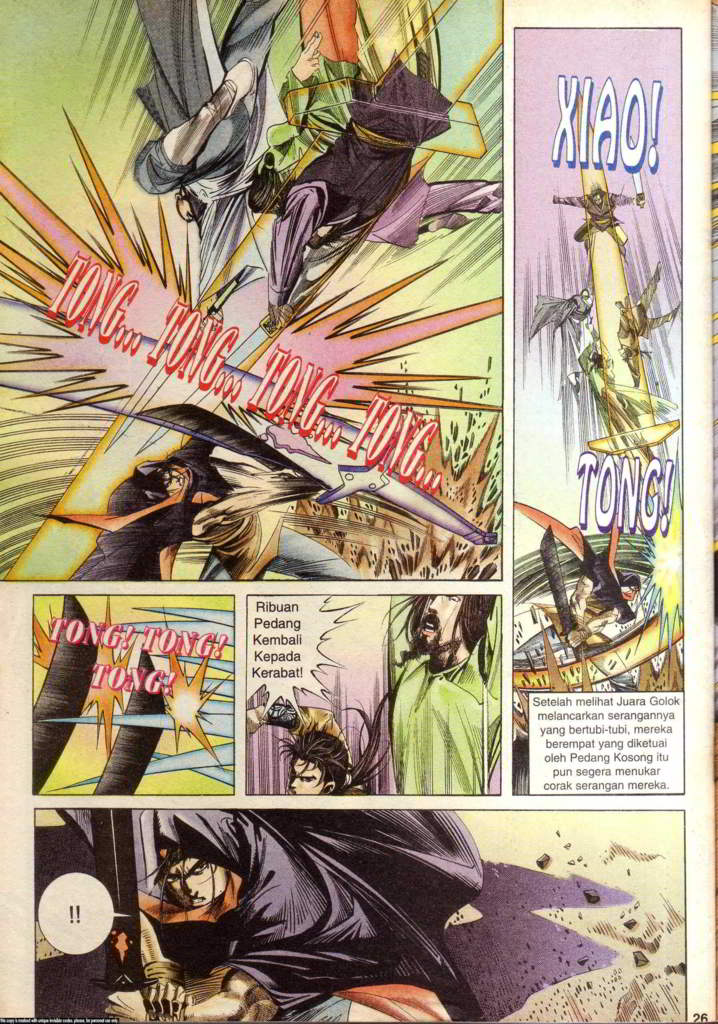 TONG... TONG... TONG... TONG...
XIAO!
TONG!
TONG! TONG!
TONG!
Ribuan
Pedang
Kembali
Kepada
Kerabat!
Setelah melihat Juara Golok
melancarkan serangannya
yang bertubi-tubi, mereka
berempat yang diketuai
oleh Pedang Kosong itu
pun segera menukar
corak serangan mereka.
!!
26